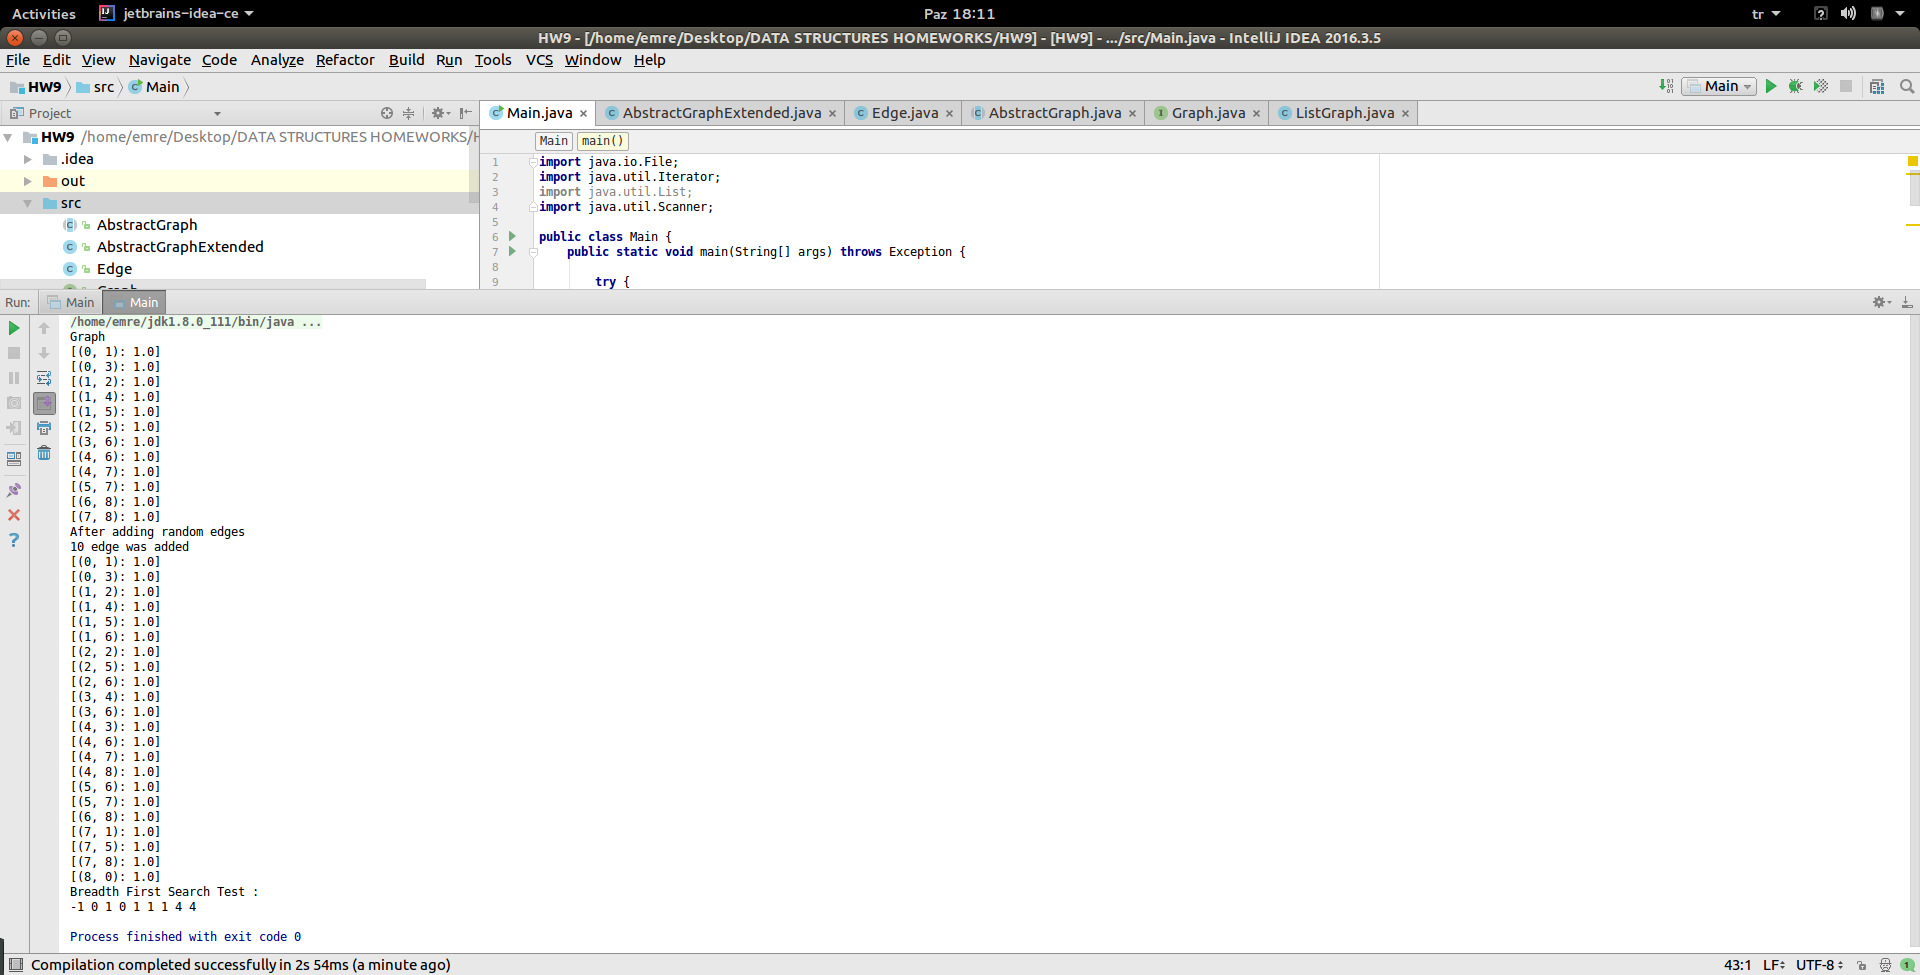 Activities jetbrains-idea-ce Paz 18:11 tr
HW9 - [/home/emre/Desktop/DATA STRUCTURES HOMEWORKS/HW9] - [HW9] - .../src/Main.java - IntelliJ IDEA 2016.3.5
File Edit View Navigate Code Analyze Refactor Build Run Tools VCS Window Help
HW9 src Main Main
Project Main.java AbstractGraphExtended.java Edge.java AbstractGraph.java Graph.java ListGraph.java
HW9 /home/emre/Desktop/DATA STRUCTURES HOMEWORKS/H
.idea
out
src
AbstractGraph
AbstractGraphExtended
Edge
Graph
Main main()
1 import java.io.File;
2 import java.util.Iterator;
3 import java.util.List;
4 import java.util.Scanner;
5
6 public class Main {
7 public static void main(String[] args) throws Exception {
8
9 try {
Run: Main Main
/home/emre/jdk1.8.0_111/bin/java ...
Graph
[(0, 1): 1.0]
[(0, 3): 1.0]
[(1, 2): 1.0]
[(1, 4): 1.0]
[(1, 5): 1.0]
[(2, 5): 1.0]
[(3, 6): 1.0]
[(4, 6): 1.0]
[(4, 7): 1.0]
[(5, 7): 1.0]
[(6, 8): 1.0]
[(7, 8): 1.0]
After adding random edges
10 edge was added
[(0, 1): 1.0]
[(0, 3): 1.0]
[(1, 2): 1.0]
[(1, 4): 1.0]
[(1, 5): 1.0]
[(1, 6): 1.0]
[(2, 2): 1.0]
[(2, 5): 1.0]
[(2, 6): 1.0]
[(3, 4): 1.0]
[(3, 6): 1.0]
[(4, 3): 1.0]
[(4, 6): 1.0]
[(4, 7): 1.0]
[(4, 8): 1.0]
[(5, 6): 1.0]
[(5, 7): 1.0]
[(6, 8): 1.0]
[(7, 1): 1.0]
[(7, 5): 1.0]
[(7, 8): 1.0]
[(8, 0): 1.0]
Breadth First Search Test :
-1 0 1 0 1 1 1 4 4
Process finished with exit code 0
Compilation completed successfully in 2s 54ms (a minute ago) 43:1 LF UTF-8 1